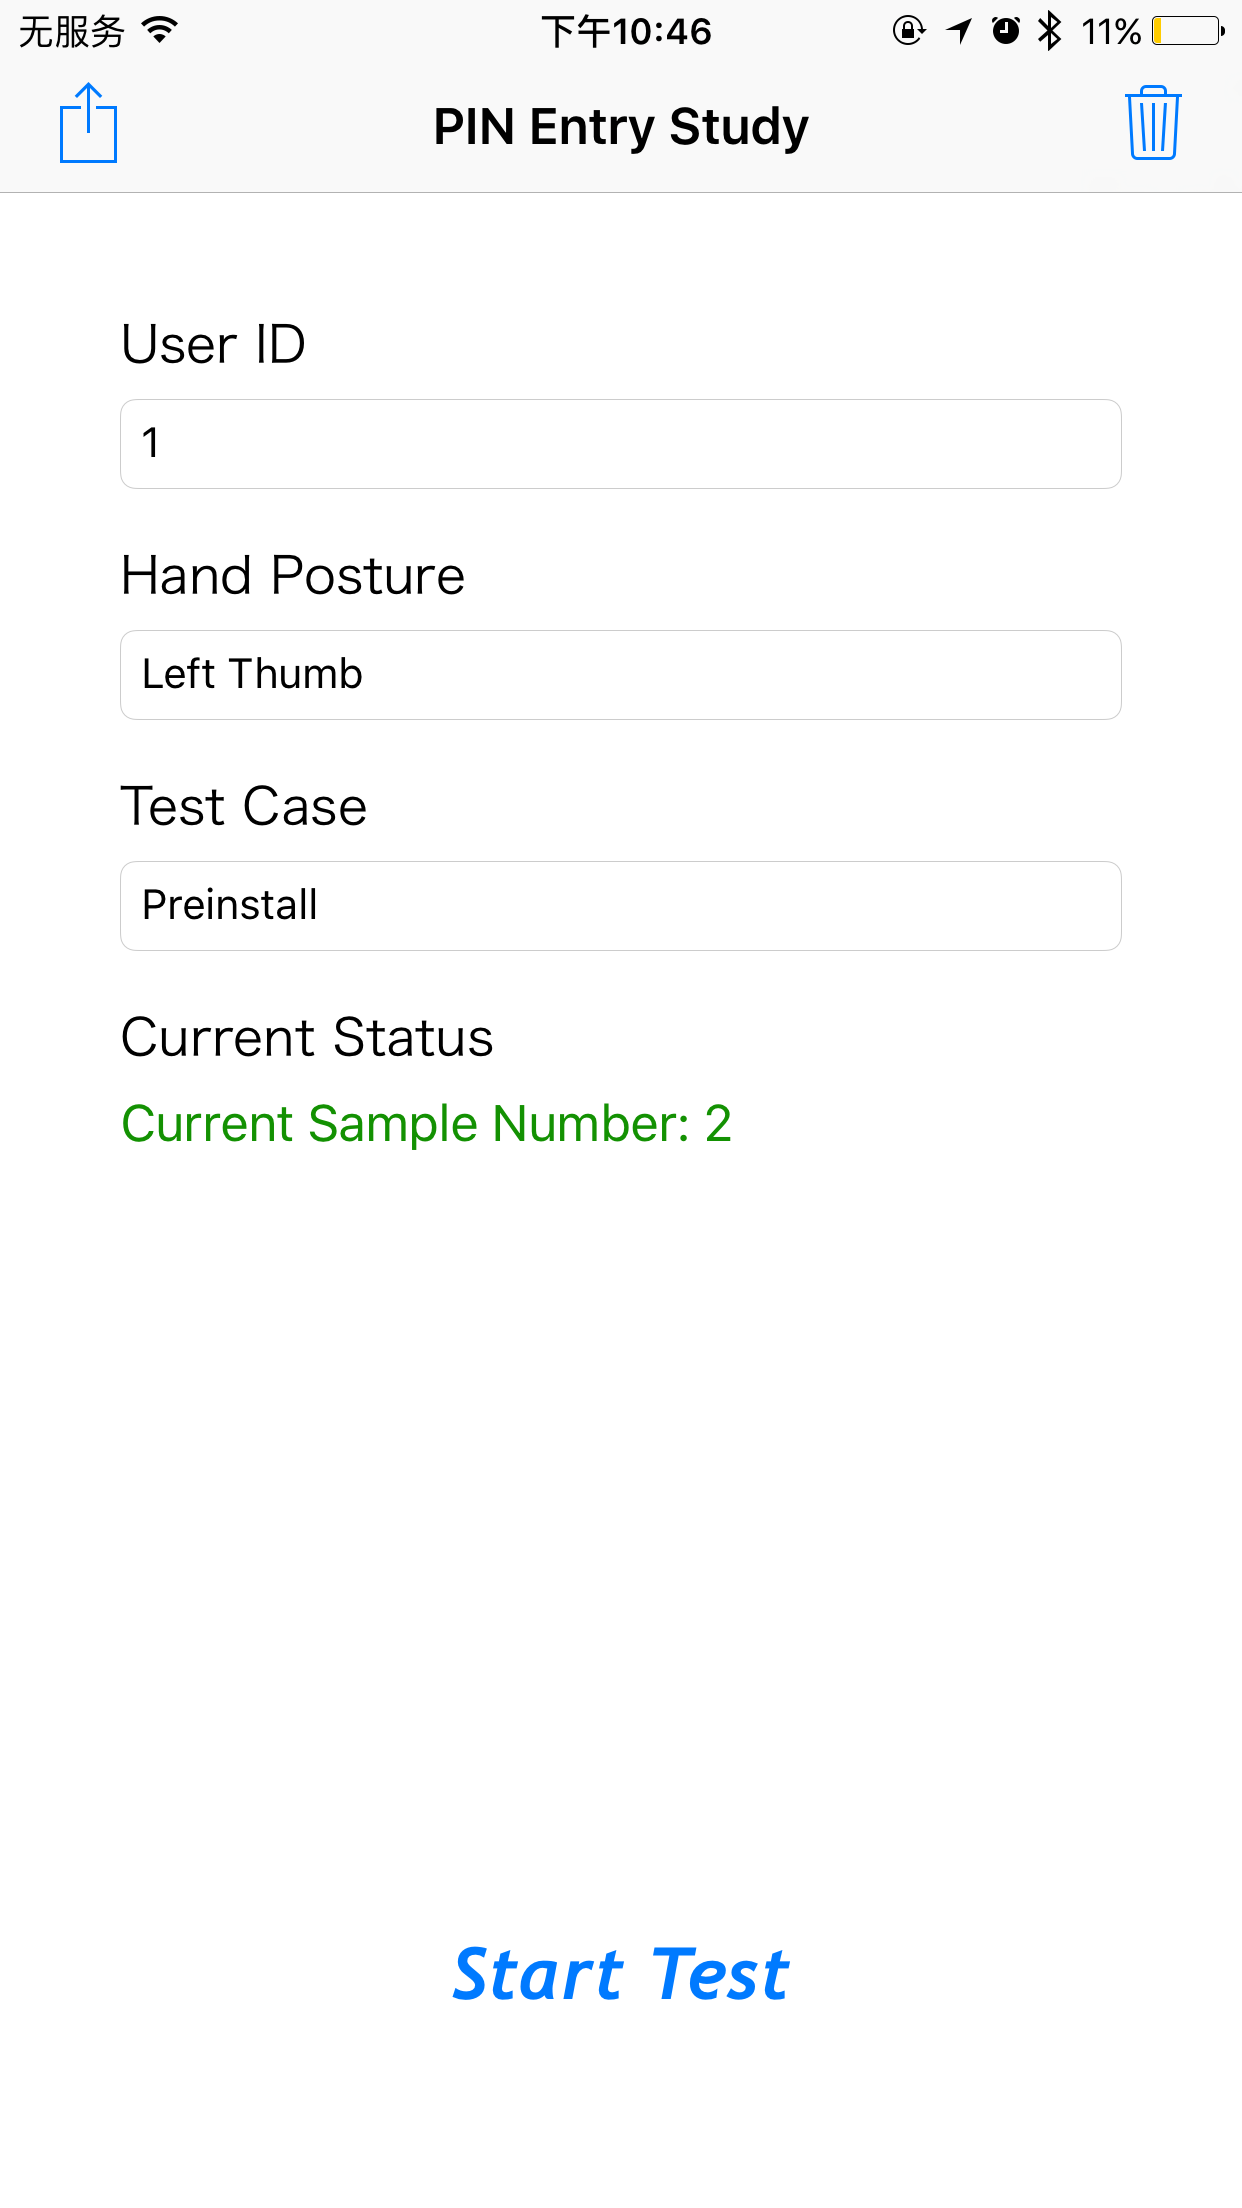 无服务 下午10:46 11%
PIN Entry Study
User ID
1
Hand Posture
Left Thumb
Test Case
Preinstall
Current Status
Current Sample Number: 2
Start Test